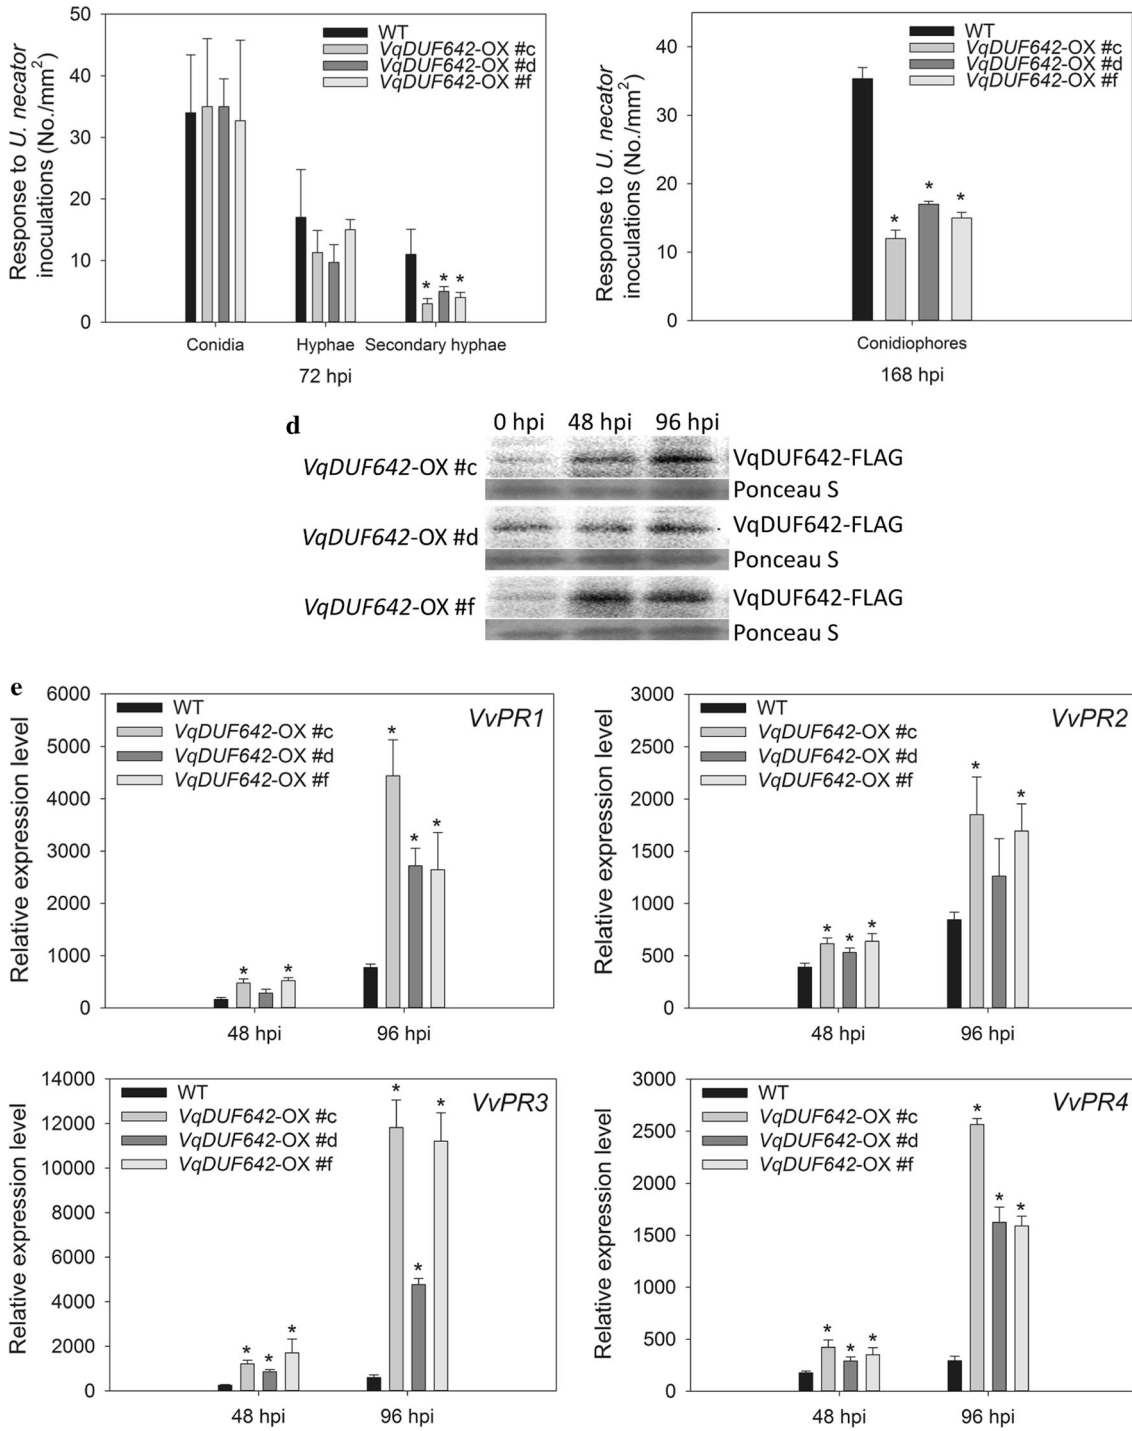 50
40
30
20
10
0
Response to U. necator
inoculations (No./mm2)
WT
VqDUF642-OX #c
VqDUF642-OX #d
VqDUF642-OX #f
* * *
Conidia Hyphae Secondary hyphae
72 hpi
40
30
20
10
0
Response to U. necator
inoculations (No./mm2)
WT
VqDUF642-OX #c
VqDUF642-OX #d
VqDUF642-OX #f
* * *
Conidiophores
168 hpi
d
0 hpi 48 hpi 96 hpi
VqDUF642-OX #c
VqDUF642-FLAG
Ponceau S
VqDUF642-OX #d
VqDUF642-FLAG
Ponceau S
VqDUF642-OX #f
VqDUF642-FLAG
Ponceau S
e
6000
5000
4000
3000
2000
1000
0
Relative expression level
WT
VqDUF642-OX #c
VqDUF642-OX #d
VqDUF642-OX #f
VvPR1
* * * * *
48 hpi 96 hpi
3000
2500
2000
1500
1000
500
0
Relative expression level
WT
VqDUF642-OX #c
VqDUF642-OX #d
VqDUF642-OX #f
VvPR2
* * * * *
48 hpi 96 hpi
14000
12000
10000
8000
6000
4000
2000
0
Relative expression level
WT
VqDUF642-OX #c
VqDUF642-OX #d
VqDUF642-OX #f
VvPR3
* * * * * *
48 hpi 96 hpi
3000
2500
2000
1500
1000
500
0
Relative expression level
WT
VqDUF642-OX #c
VqDUF642-OX #d
VqDUF642-OX #f
VvPR4
* * * * * *
48 hpi 96 hpi